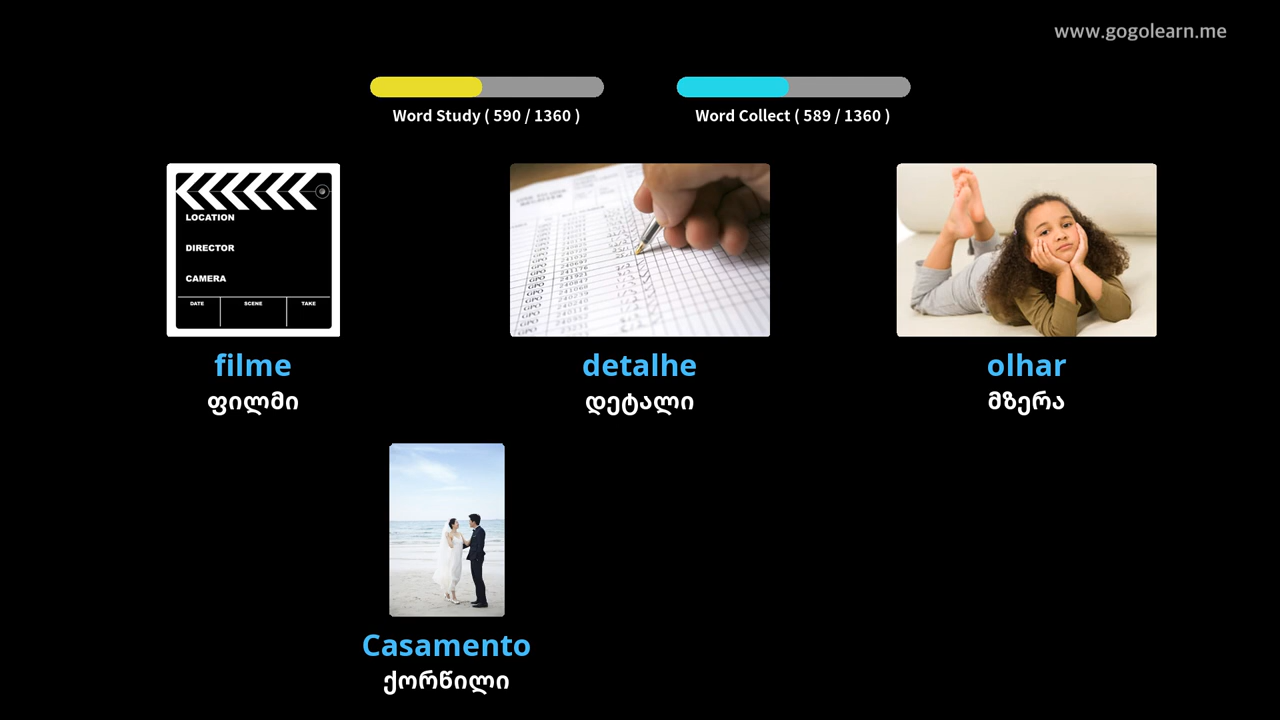 www.gogolearn.me
Word Study ( 590 / 1360 )
Word Collect ( 589 / 1360 )
LOCATION
DIRECTOR
CAMERA
DATE
SCENE
TAKE
filme
ფილმი
detalhe
დეტალი
olhar
მზერა
Casamento
ქორწილი